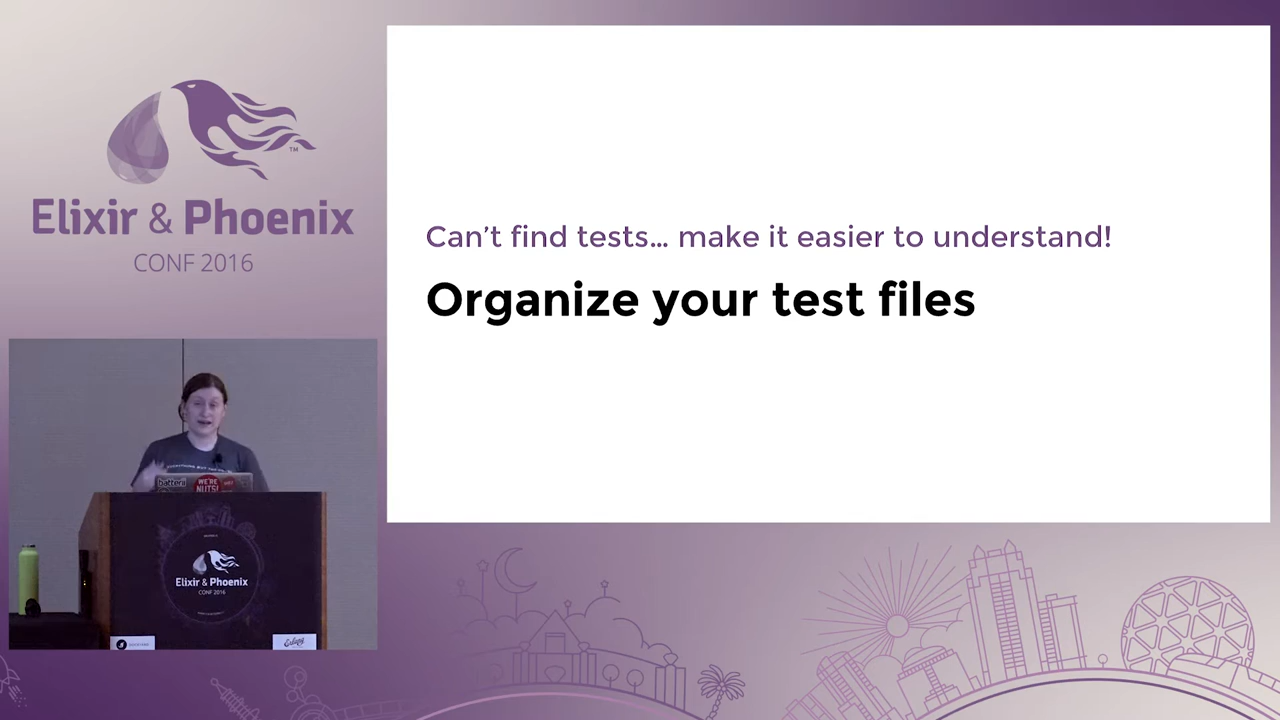 Elixir & Phoenix
CONF 2016
TM
Can’t find tests... make it easier to understand!
Organize your test files
WE'RE
NUTS!
Elixir & Phoenix
CONF 2016